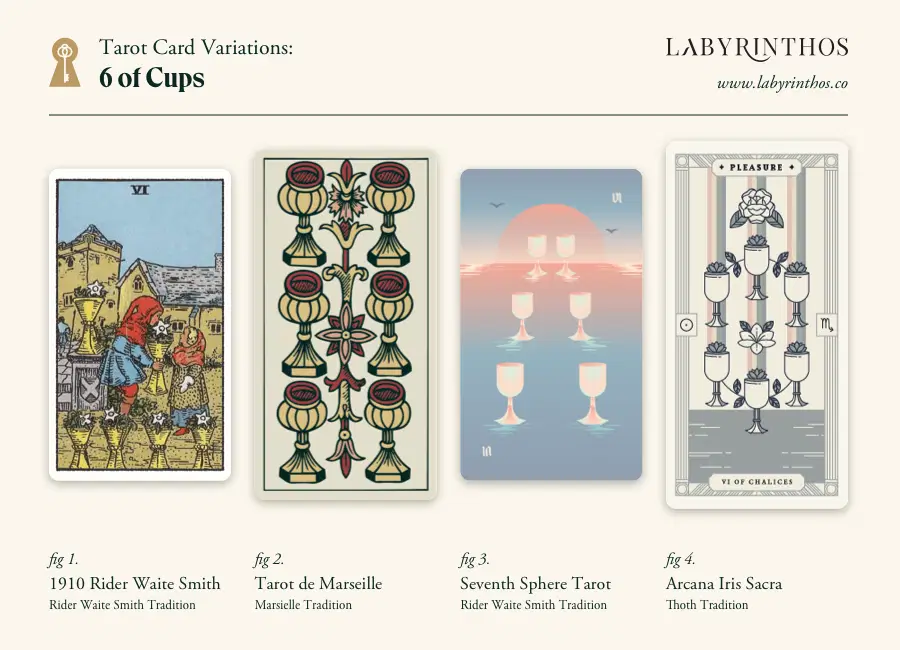 Tarot Card Variations:
6 of Cups
LABYRINTHOS
www.labyrinthos.co
VI
VI
VI
PLEASURE
VI OF CHALICES
fig 1.
1910 Rider Waite Smith
Rider Waite Smith Tradition
fig 2.
Tarot de Marseille
Marsielle Tradition
fig 3.
Seventh Sphere Tarot
Rider Waite Smith Tradition
fig 4.
Arcana Iris Sacra
Thoth Tradition